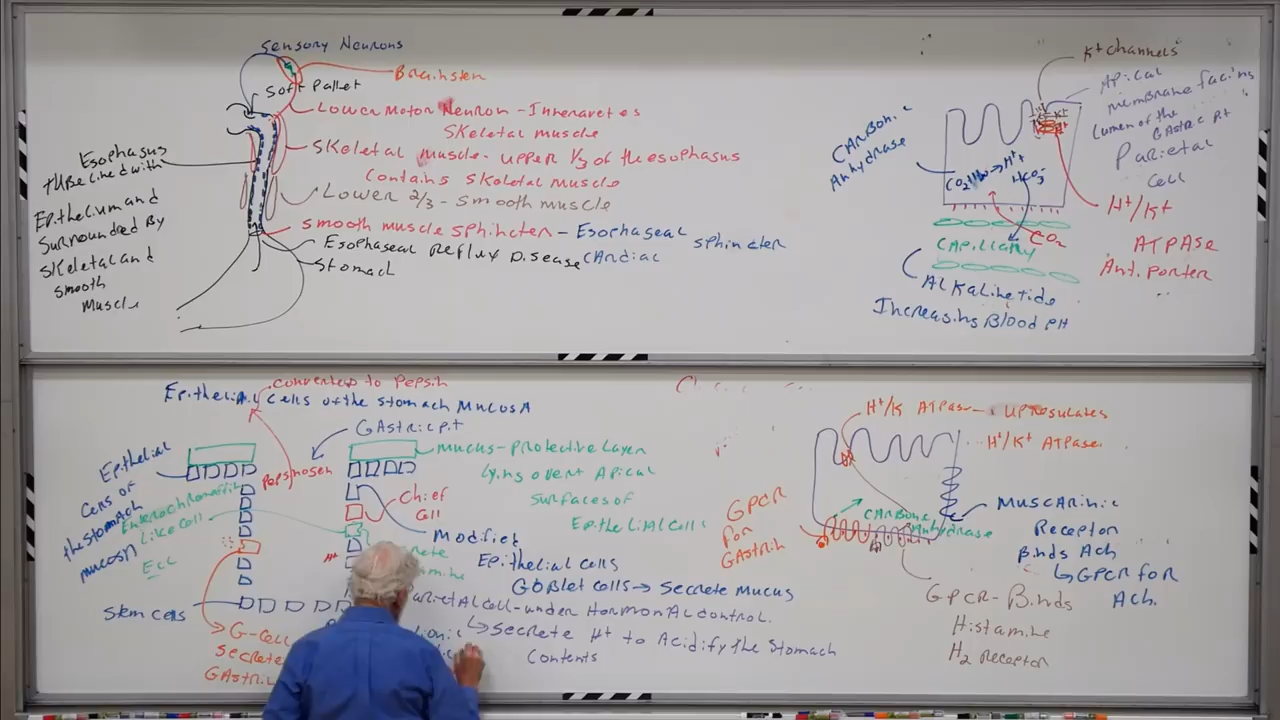 Sensory Neurons
Brainstem
Soft Pallet
Lower Motor Neuron - Innervates
Skeletal muscle
Skeletal muscle - upper 1/3 of the esophagus
Contains Skeletal muscle
Lower 2/3 - Smooth muscle
Smooth muscle sphincter - Esophageal sphincter
Esophageal Reflux Disease Cardiac
Stomach
Esophagus
tube lined with
Epithelium and
Surrounded By
Skeletal and
Smooth
Muscle
K+ channels
Apical
membrane facing
Lumen of the
Gastric Pit
Parietal
Cell
Carbonic
Anhydrase
H+
HCO3-
K+
H+/K+
ATPase
Antiporter
CO2
Capillary
Alkaline tide
Increasing Blood pH
converted to Pepsin
Epithelial Cells of the Stomach Mucosa
Gastric pit
Mucus - Protective Layer
lying over Apical
surfaces of
Epithelial Cells
Epithelial
Cells of
the stomach
mucosa
Pepsinogen
Enterochromaffin
Like cell
ECL
Chief
Cell
Modified
Epithelial cells
Goblet cells → Secrete Mucus
Parietal Cell - under Hormonal control.
↳ Secrete H+ to Acidify the Stomach
Contents
Stem cells
G-Cell
Secrete
Gastrin
H+/K ATPase - Upregulates
H+/K+ ATPase
GPCR
For
Gastrin
Carbonic
Anhydrase
Muscarinic
Receptor
Binds Ach
↳ GPCR for
Ach.
GPCR - Binds
Histamine
H2 Receptor